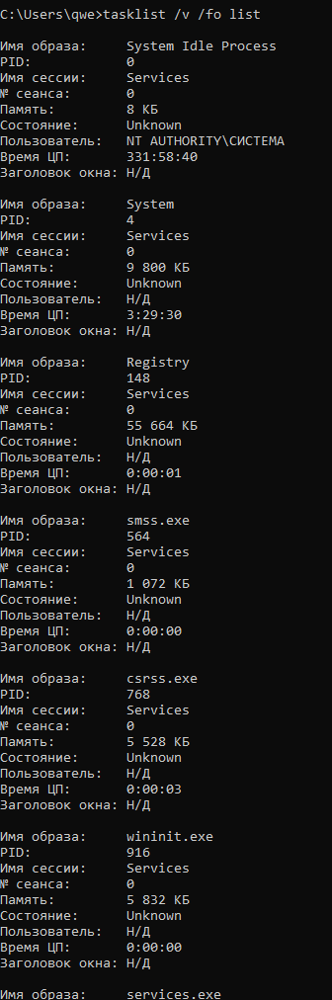 C:\Users\qwe>tasklist /v /fo list
Имя образа: System Idle Process
PID: 0
Имя сессии: Services
№ сеанса: 0
Память: 8 КБ
Состояние: Unknown
Пользователь: NT AUTHORITY\СИСТЕМА
Время ЦП: 331:58:40
Заголовок окна: Н/Д
Имя образа: System
PID: 4
Имя сессии: Services
№ сеанса: 0
Память: 9 800 КБ
Состояние: Unknown
Пользователь: Н/Д
Время ЦП: 3:29:30
Заголовок окна: Н/Д
Имя образа: Registry
PID: 148
Имя сессии: Services
№ сеанса: 0
Память: 55 664 КБ
Состояние: Unknown
Пользователь: Н/Д
Время ЦП: 0:00:01
Заголовок окна: Н/Д
Имя образа: smss.exe
PID: 564
Имя сессии: Services
№ сеанса: 0
Память: 1 072 КБ
Состояние: Unknown
Пользователь: Н/Д
Время ЦП: 0:00:00
Заголовок окна: Н/Д
Имя образа: csrss.exe
PID: 768
Имя сессии: Services
№ сеанса: 0
Память: 5 528 КБ
Состояние: Unknown
Пользователь: Н/Д
Время ЦП: 0:00:03
Заголовок окна: Н/Д
Имя образа: wininit.exe
PID: 916
Имя сессии: Services
№ сеанса: 0
Память: 5 832 КБ
Состояние: Unknown
Пользователь: Н/Д
Время ЦП: 0:00:00
Заголовок окна: Н/Д
Имя образа: services.exe